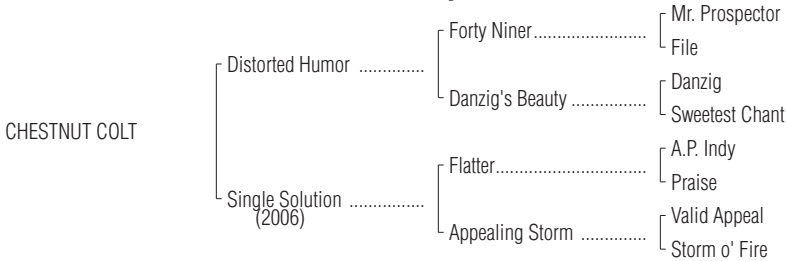 Mr. Prospector
Forty Niner.......................
File
Distorted Humor ..............
Danzig
Danzig's Beauty ................
Sweetest Chant
CHESTNUT COLT
A.P. Indy
Flatter..............................
Praise
Single Solution ................
(2006)
Valid Appeal
Appealing Storm ..............
Storm o' Fire